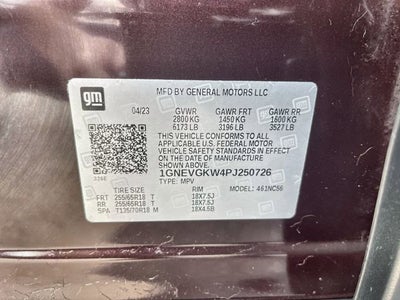 gm
MFD BY GENERAL MOTORS LLC
04/23 GVWR GAWR FRT GAWR RR
2800 KG 1450 KG 1600 KG
6173 LB 3196 LB 3527 LB
THIS VEHICLE CONFORMS TO ALL
APPLICABLE U.S. FEDERAL MOTOR
VEHICLE SAFETY STANDARDS IN
EFFECT ON THE DATE OF
MANUFACTURE SHOWN ABOVE.
1GNEVGKW4PJ250726
TYPE: MPV MODEL: 461NC56
TIRE SIZE RIM
FRT 255/65R18 T 18X7.5J
RR 255/65R18 T 18X7.5J
SPA T135/70R18 M 18X4.5B